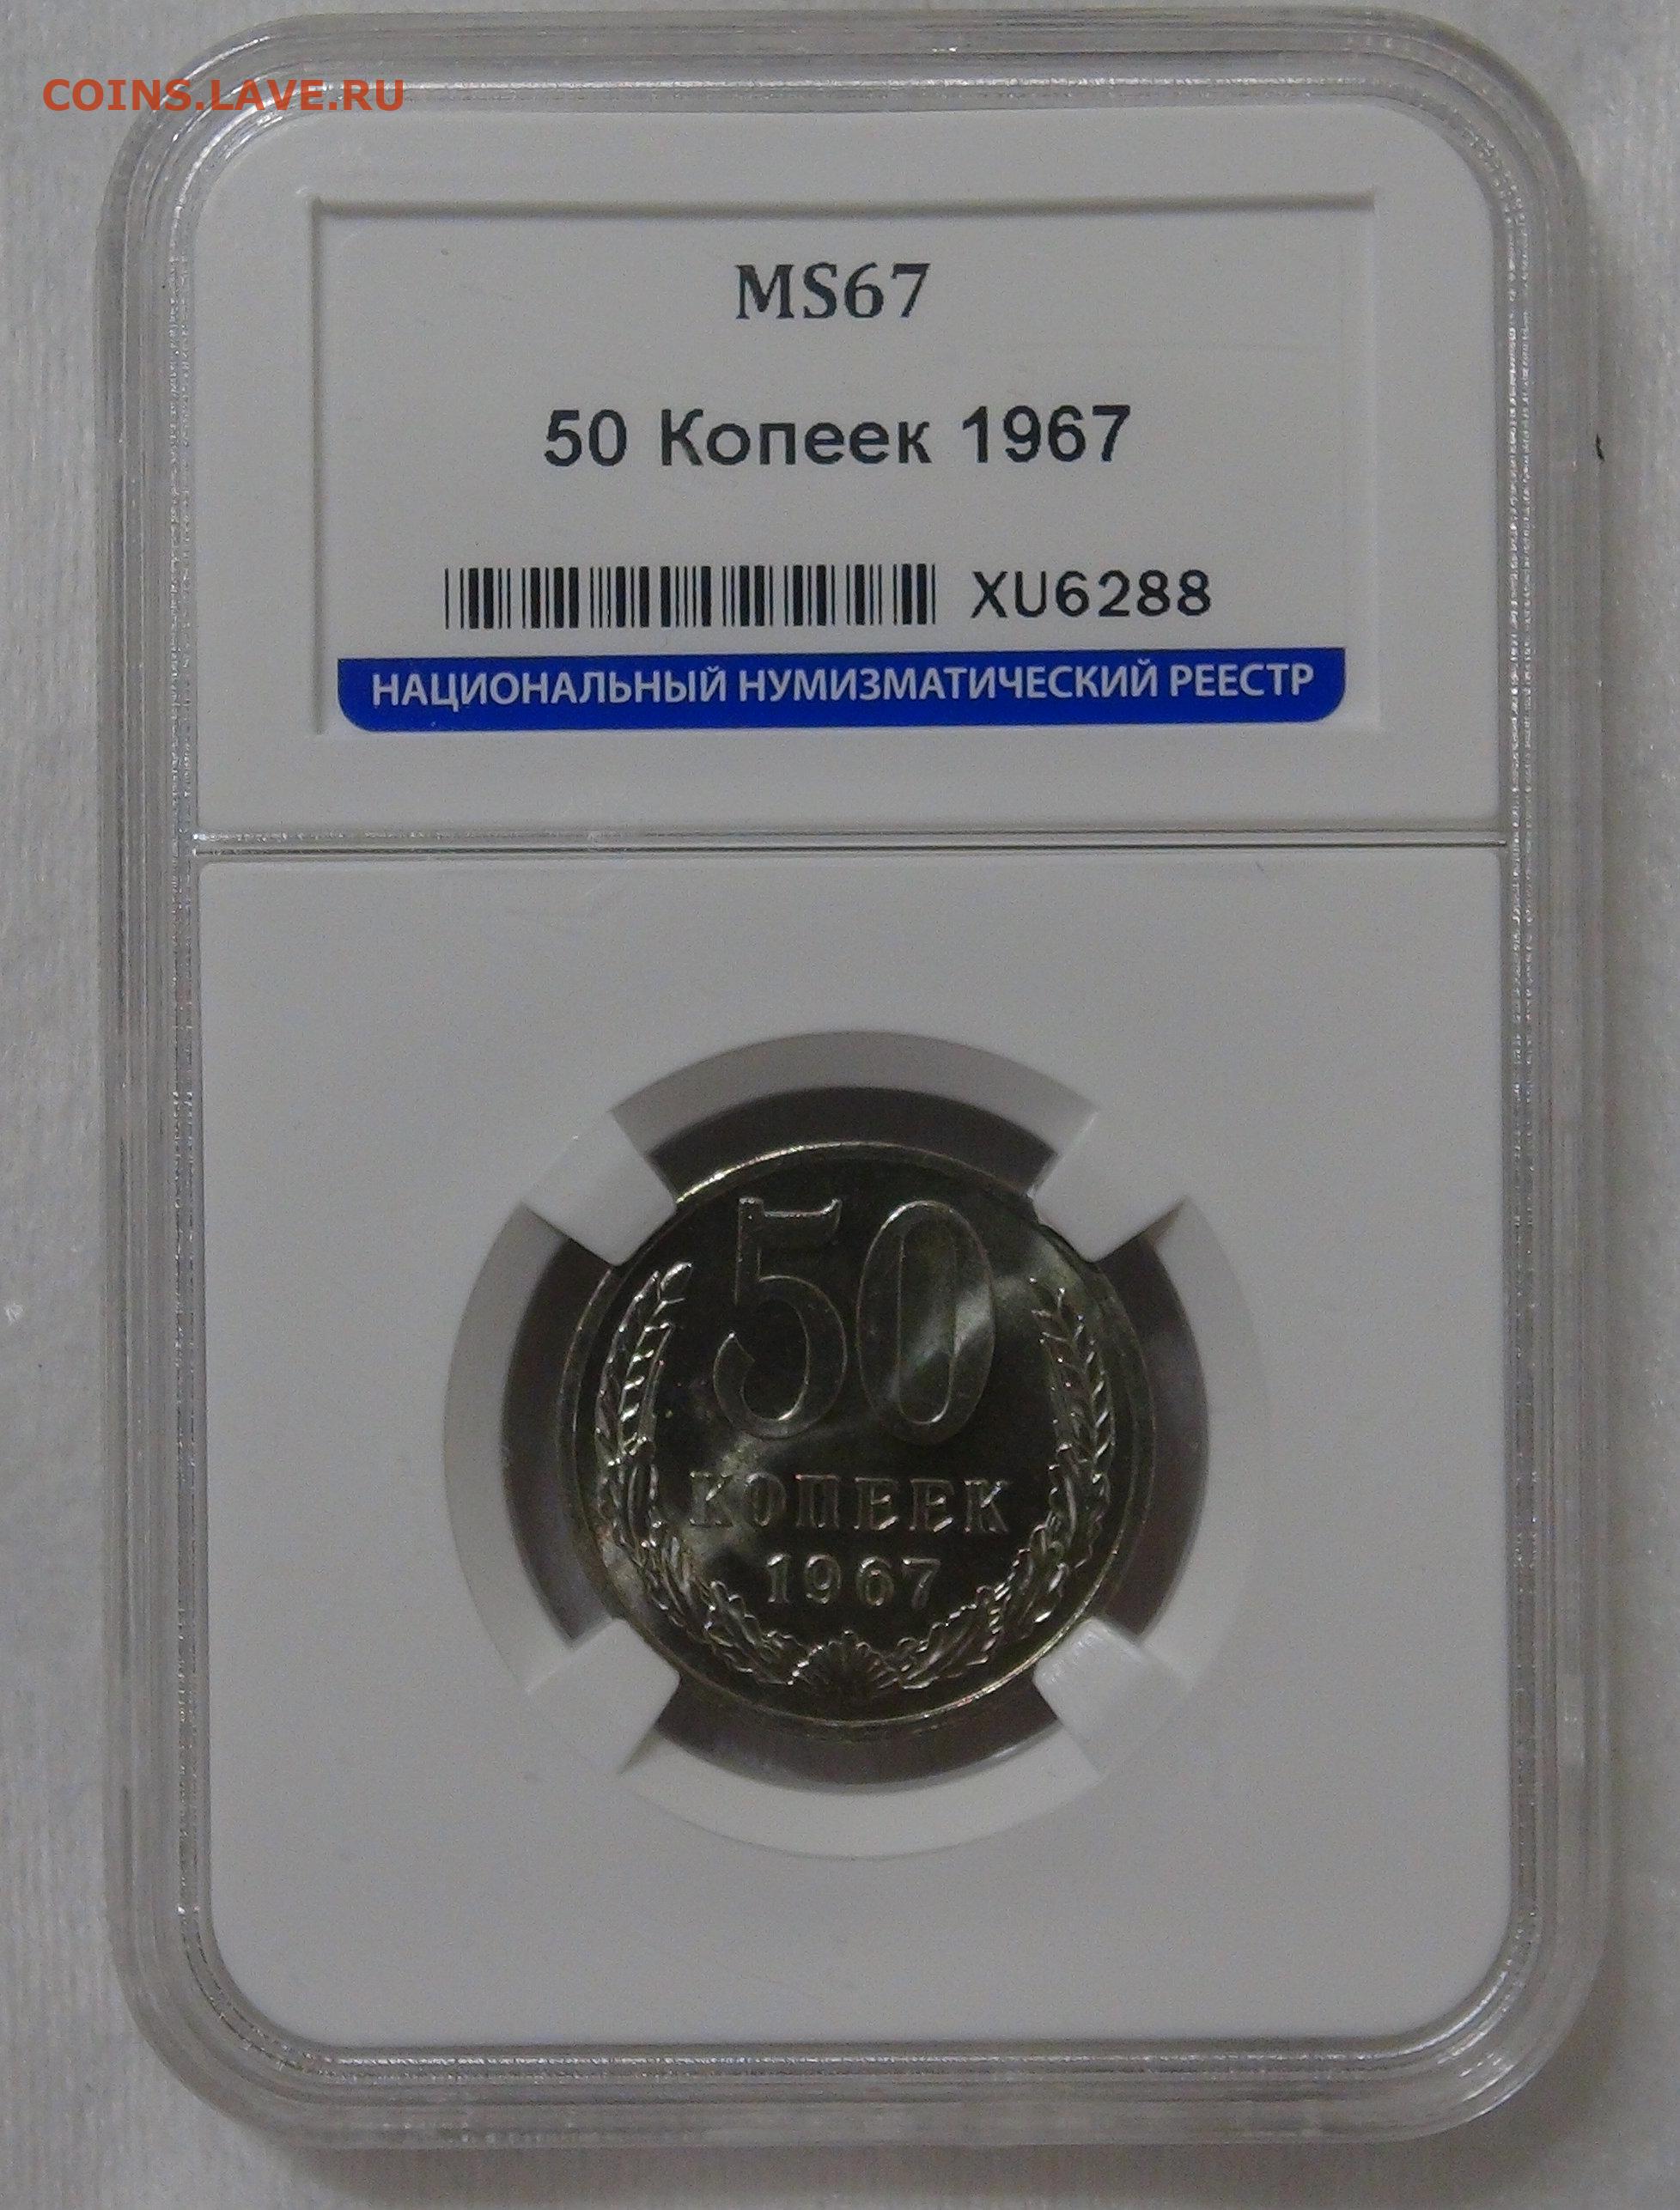 COINS.LAVE.RU
MS67
50 Копеек 1967
XU6288
НАЦИОНАЛЬНЫЙ НУМИЗМАТИЧЕСКИЙ РЕЕСТР
50
КОПЕЕК
1967